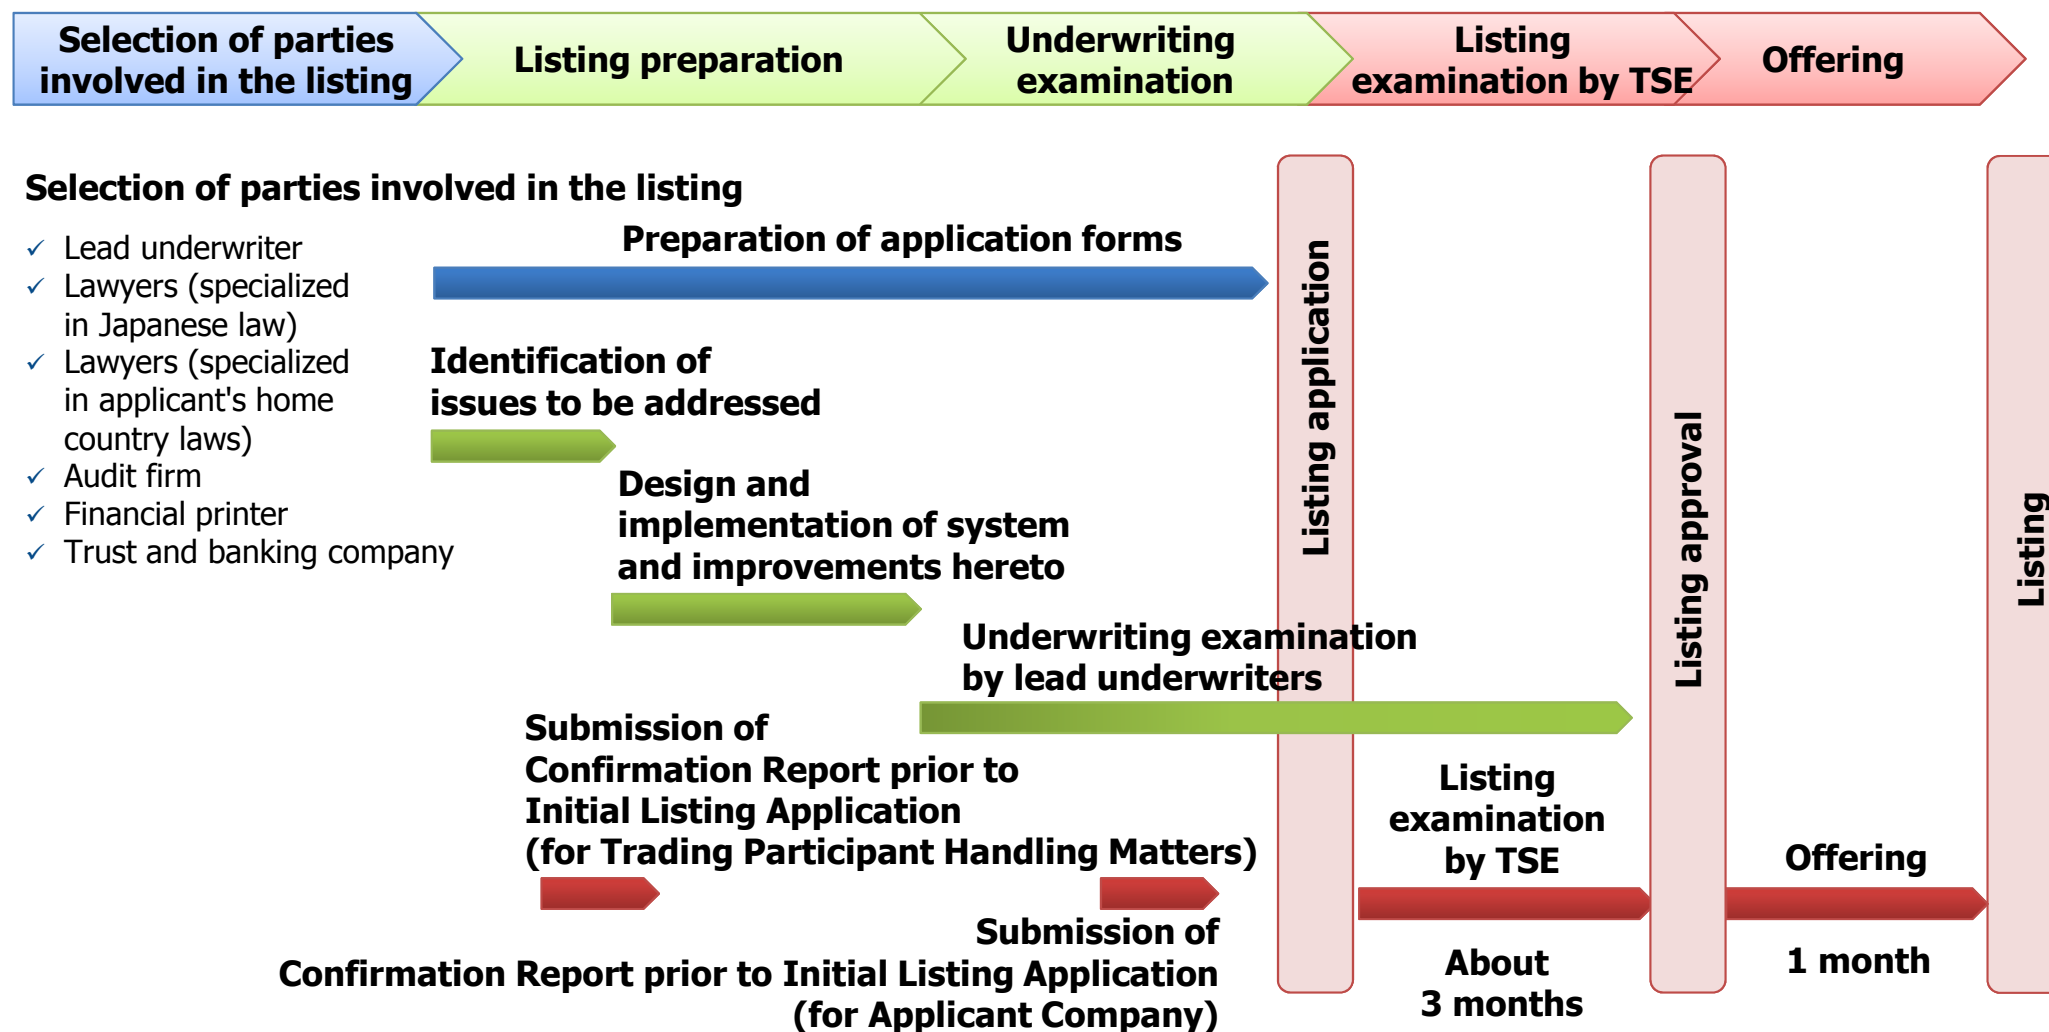 Selection of parties
involved in the listing
Listing preparation
Underwriting
examination
Listing
examination by TSE
Offering
Selection of parties involved in the listing
✓ Lead underwriter
✓ Lawyers (specialized
in Japanese law)
✓ Lawyers (specialized
in applicant's home
country laws)
✓ Audit firm
✓ Financial printer
✓ Trust and banking company
Preparation of application forms
Identification of
issues to be addressed
Design and
implementation of system
and improvements hereto
Underwriting examination
by lead underwriters
Submission of
Confirmation Report prior to
Initial Listing Application
(for Trading Participant Handling Matters)
Submission of
Confirmation Report prior to Initial Listing Application
(for Applicant Company)
Listing application
Listing
examination
by TSE
About
3 months
Listing approval
Offering
1 month
Listing